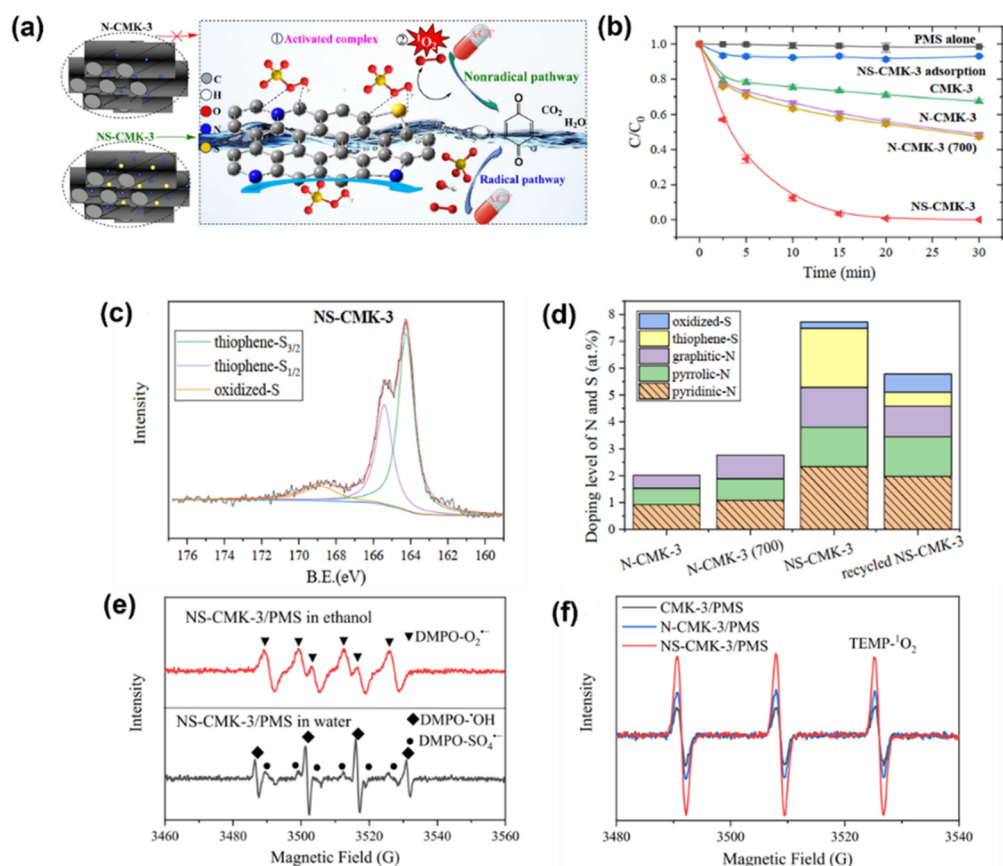 (a)
N-CMK-3
NS-CMK-3
① Activated complex
② ¹O₂
ACT
Nonradical pathway
CO₂
H₂O
Radical pathway
ACT
C
H
O
N
S
(b)
C/C₀
1.0
0.8
0.6
0.4
0.2
0.0
PMS alone
NS-CMK-3 adsorption
CMK-3
N-CMK-3
N-CMK-3 (700)
NS-CMK-3
0 5 10 15 20 25 30
Time (min)
(c)
NS-CMK-3
thiophene-S3/2
thiophene-S1/2
oxidized-S
Intensity
176 174 172 170 168 166 164 162 160
B.E.(eV)
(d)
Doping level of N and S (at.%)
8
7
6
5
4
3
2
1
0
oxidized-S
thiophene-S
graphitic-N
pyrrolic-N
pyridinic-N
N-CMK-3
N-CMK-3 (700)
NS-CMK-3
recycled NS-CMK-3
(e)
NS-CMK-3/PMS in ethanol
▼DMPO-O₂•−
NS-CMK-3/PMS in water
◆DMPO-•OH
●DMPO-SO₄•−
Intensity
3460 3480 3500 3520 3540 3560
Magnetic Field (G)
(f)
CMK-3/PMS
N-CMK-3/PMS
NS-CMK-3/PMS
TEMP-¹O₂
Intensity
3480 3500 3520 3540
Magnetic Field (G)